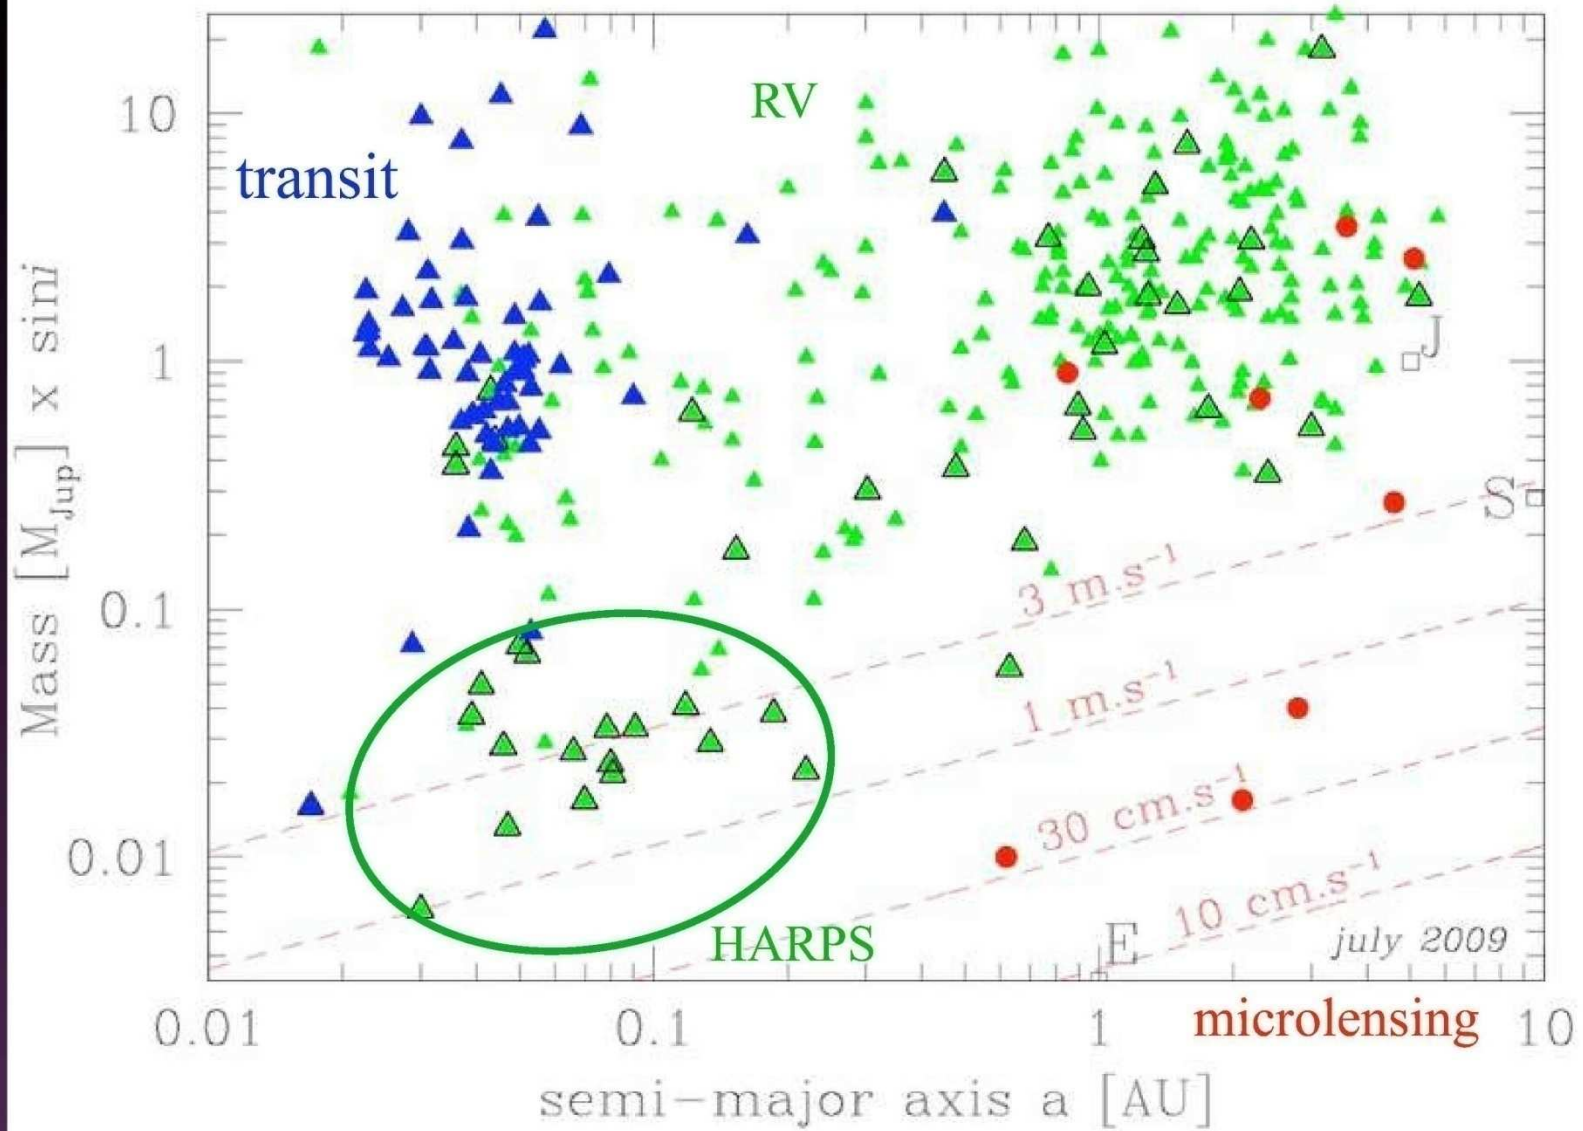 10
1
0.1
0.01
Mass [M_Jup] x sini
transit
RV
J
S
3 m.s⁻¹
1 m.s⁻¹
30 cm.s⁻¹
10 cm.s⁻¹
E
HARPS
july 2009
0.01 0.1 1 10
microlensing
semi-major axis a [AU]